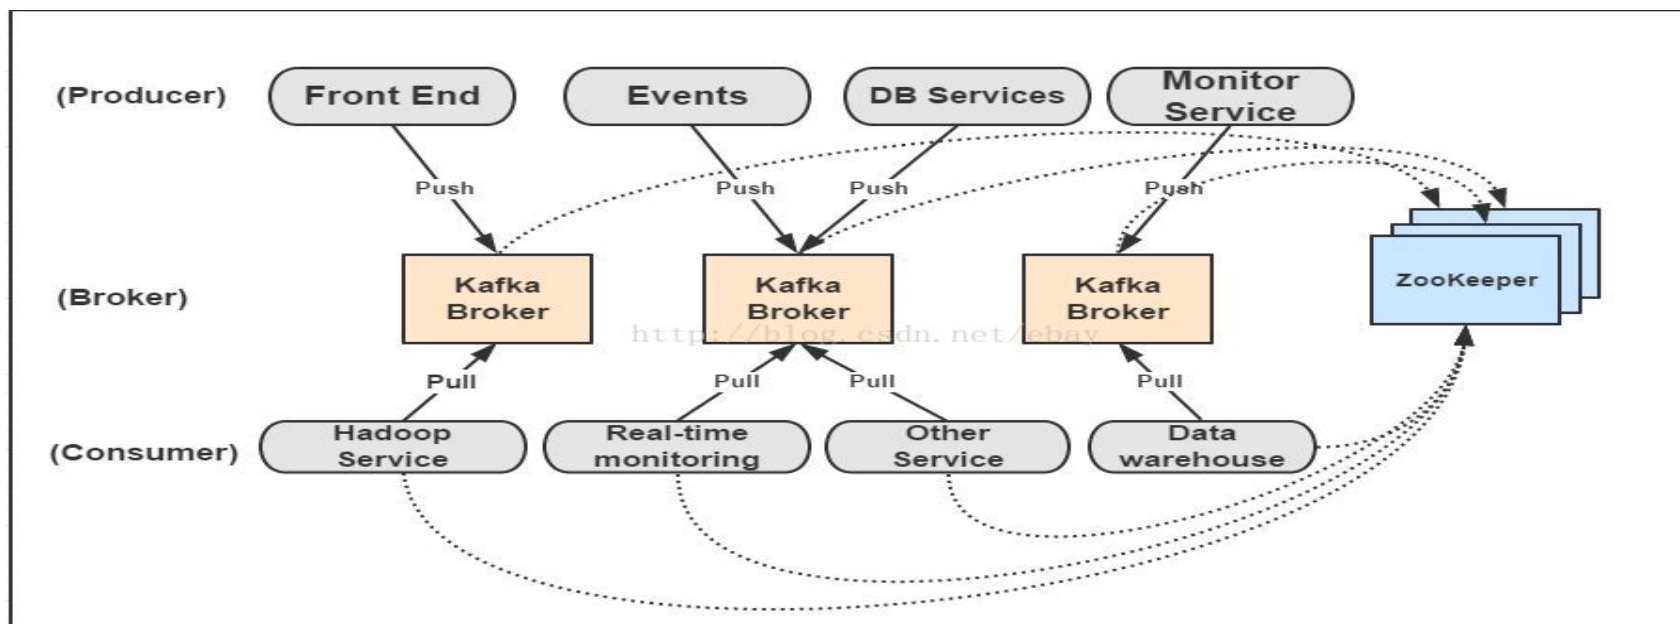 (Producer)
Front End
Events
DB Services
Monitor
Service
Push
Push
Push
Push
(Broker)
Kafka
Broker
Kafka
Broker
Kafka
Broker
ZooKeeper
http://blog.csdn.net/ebay
Pull
Pull
Pull
Pull
(Consumer)
Hadoop
Service
Real-time
monitoring
Other
Service
Data
warehouse